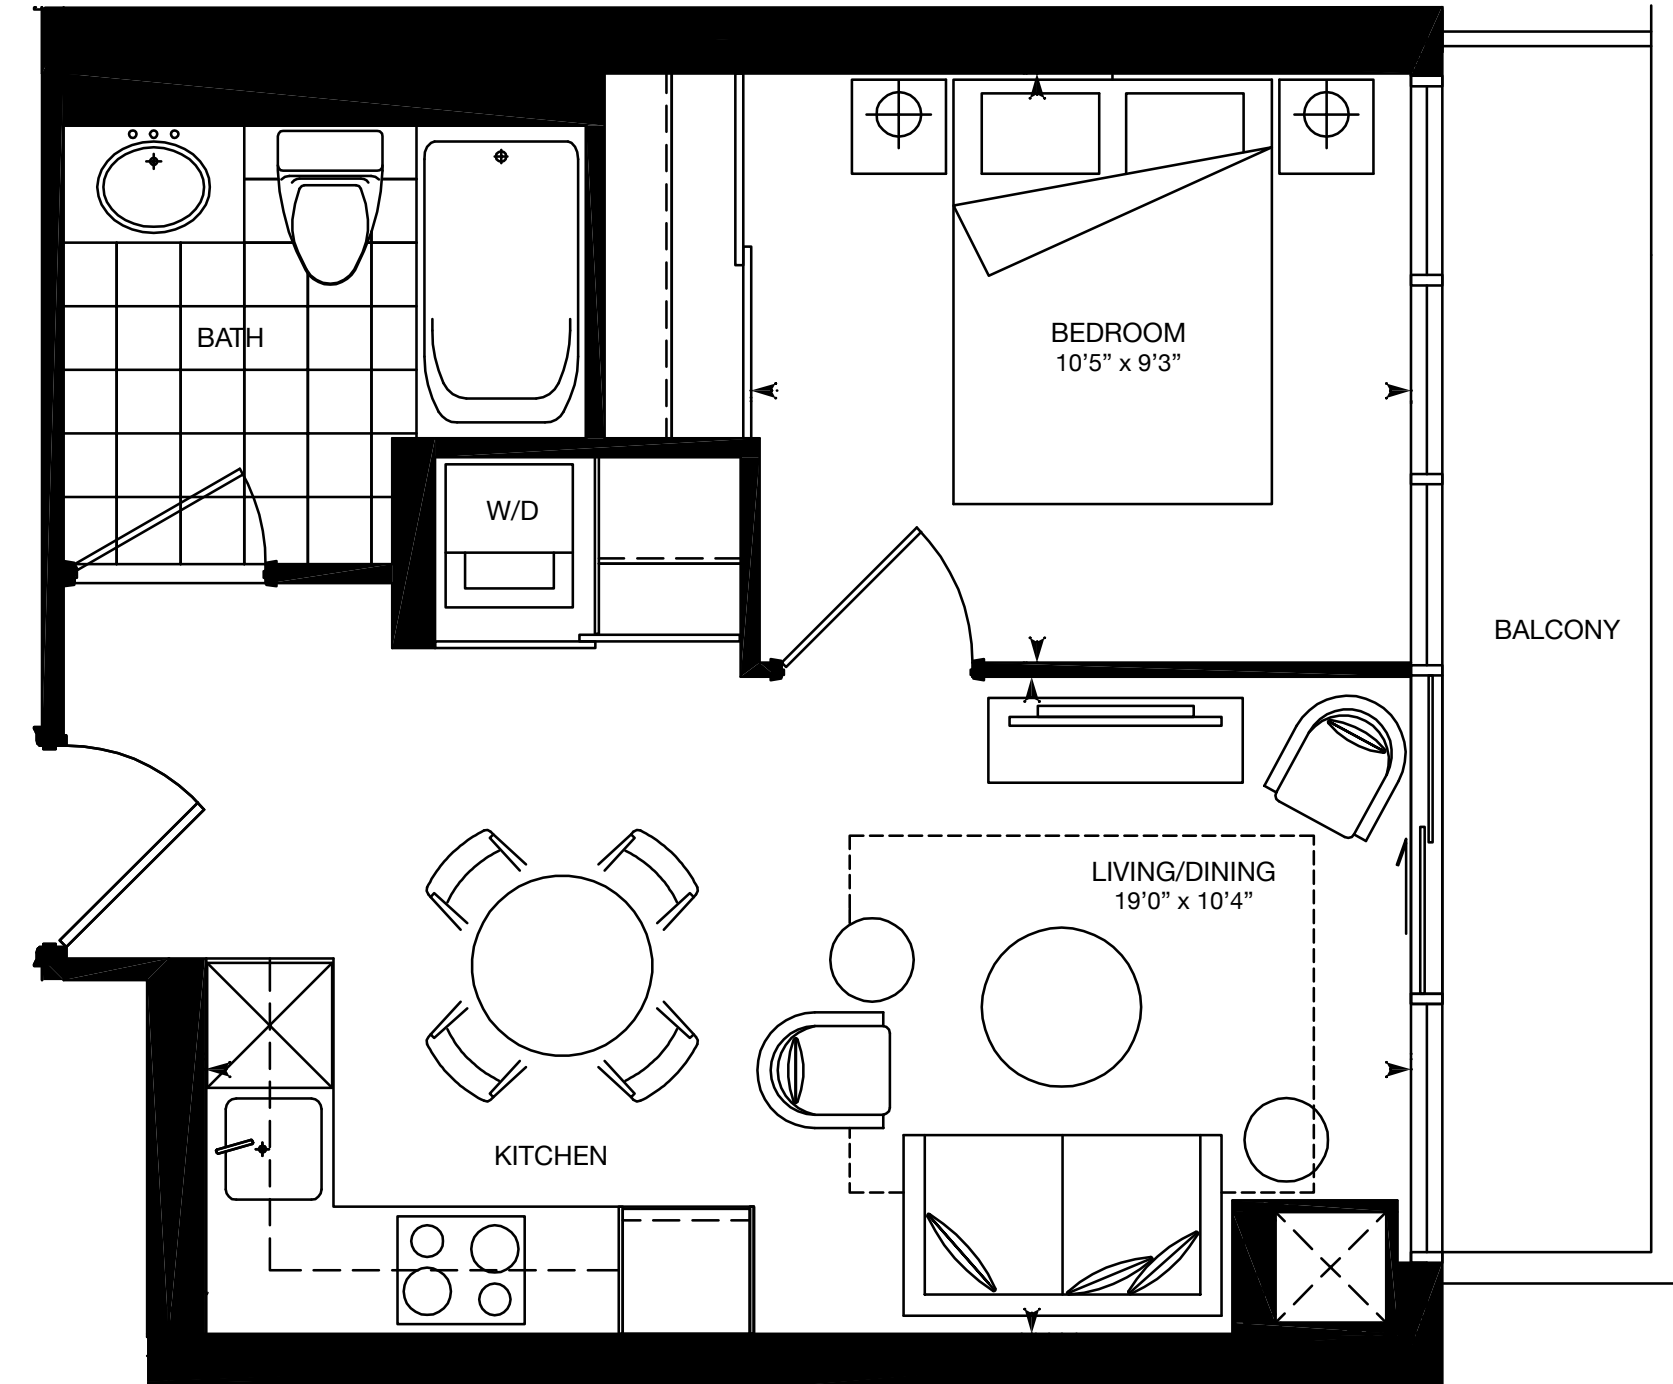 BATH
BEDROOM
10’5” x 9’3”
W/D
BALCONY
LIVING/DINING
19’0” x 10’4”
KITCHEN